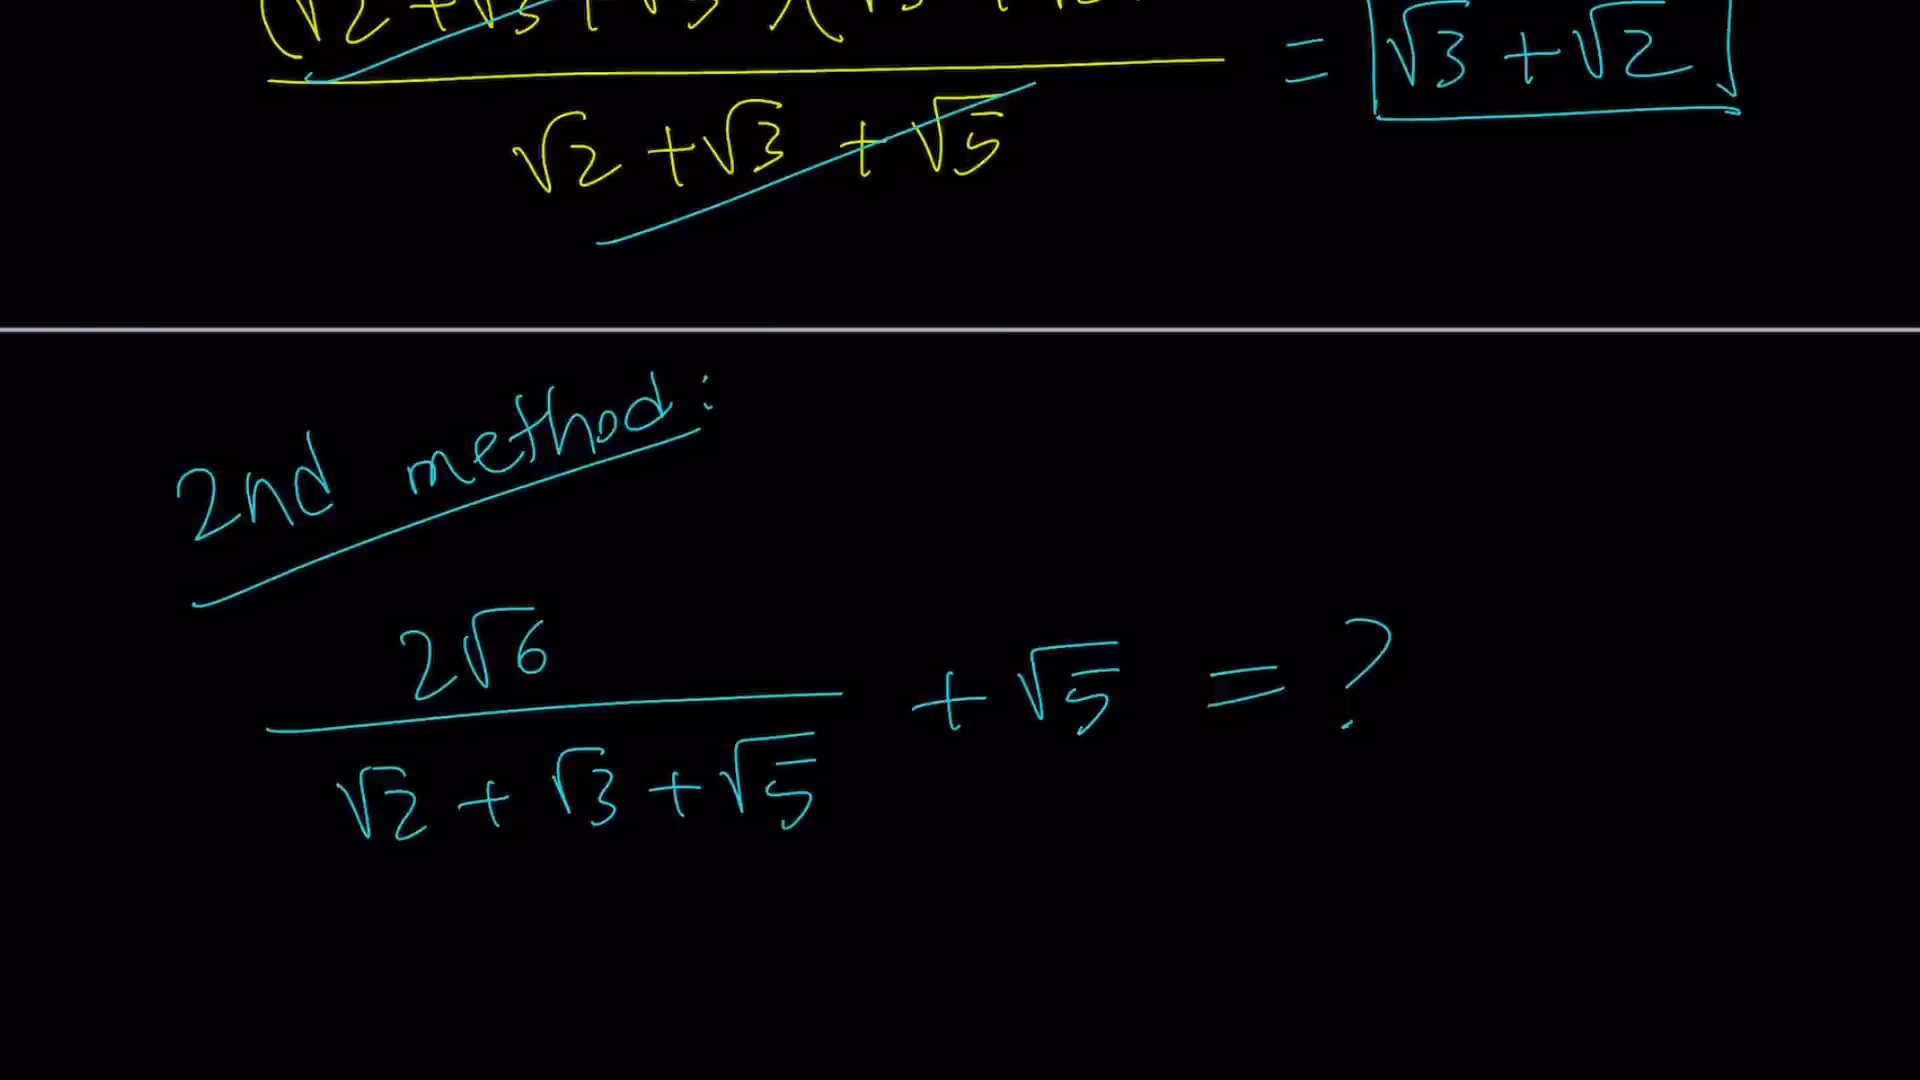 √2 + √3 + √5 = √3 + √2
2nd method:
2√6
+ √5 = ?
√2 + √3 + √5